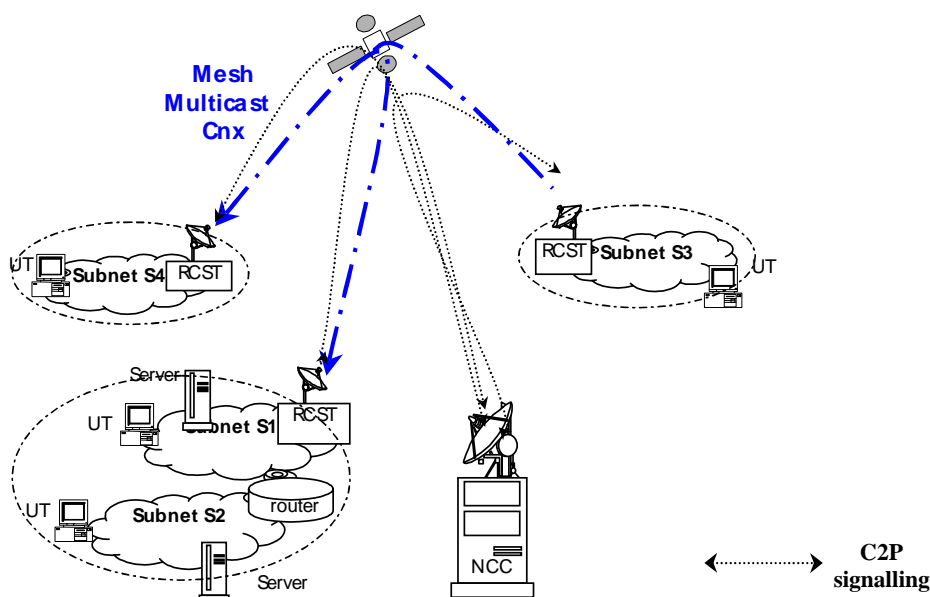 Mesh
Multicast
Cnx
UT
Subnet S4
RCST
RCST
Subnet S3
UT
Server
UT
RCST
Subnet S1
UT
Subnet S2
router
Server
NCC
C2P
signalling